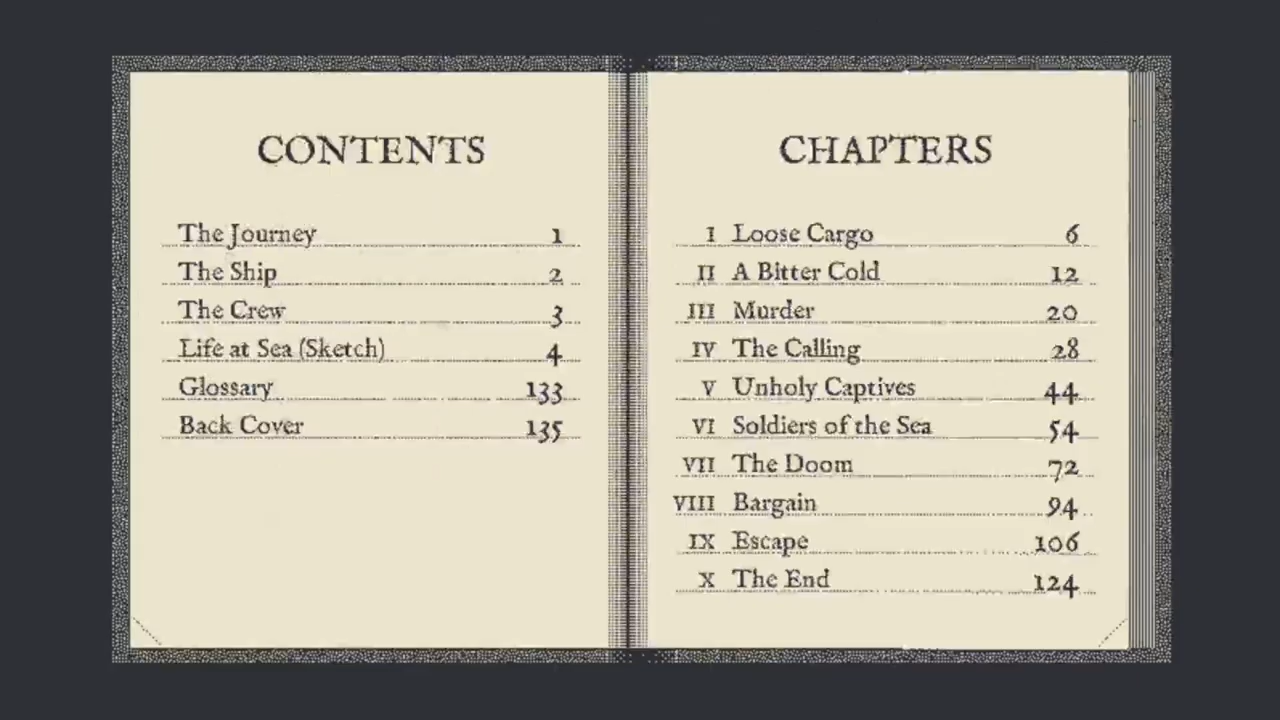 CONTENTS
The Journey 1
The Ship 2
The Crew 3
Life at Sea (Sketch) 4
Glossary 133
Back Cover 135
CHAPTERS
I Loose Cargo 6
II A Bitter Cold 12
III Murder 20
IV The Calling 28
V Unholy Captives 44
VI Soldiers of the Sea 54
VII The Doom 72
VIII Bargain 94
IX Escape 106
X The End 124